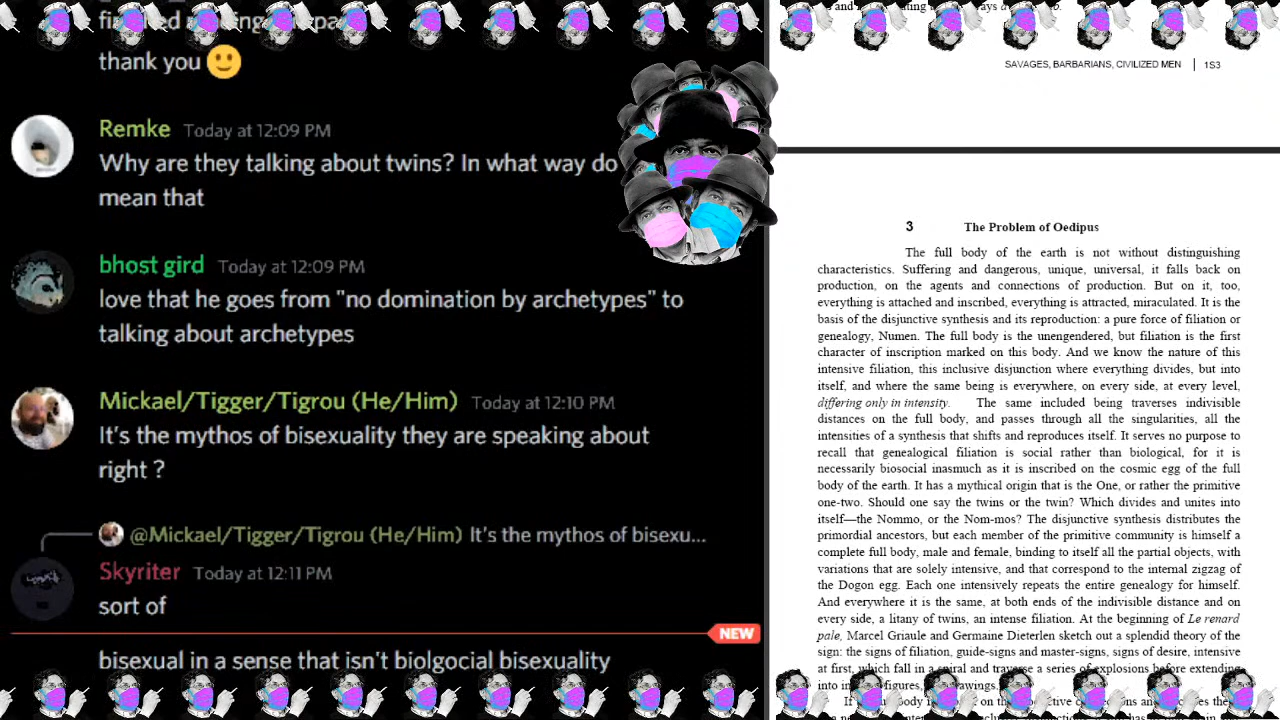 thank you
Remke Today at 12:09 PM
Why are they talking about twins? In what way do
mean that
bhost gird Today at 12:09 PM
love that he goes from "no domination by archetypes" to
talking about archetypes
Mickael/Tigger/Tigrou (He/Him) Today at 12:10 PM
It's the mythos of bisexuality they are speaking about
right ?
@Mickael/Tigger/Tigrou (He/Him) It's the mythos of bisexu...
Skyriter Today at 12:11 PM
sort of
NEW
bisexual in a sense that isn't biolgocial bisexuality
SAVAGES, BARBARIANS, CIVILIZED MEN | 1S3
3 The Problem of Oedipus
The full body of the earth is not without distinguishing
characteristics. Suffering and dangerous, unique, universal, it falls back on
production, on the agents and connections of production. But on it, too,
everything is attached and inscribed, everything is attracted, miraculated. It is the
basis of the disjunctive synthesis and its reproduction: a pure force of filiation or
genealogy, Numen. The full body is the unengendered, but filiation is the first
character of inscription marked on this body. And we know the nature of this
intensive filiation, this inclusive disjunction where everything divides, but into
itself, and where the same being is everywhere, on every side, at every level,
differing only in intensity. The same included being traverses indivisible
distances on the full body, and passes through all the singularities, all the
intensities of a synthesis that shifts and reproduces itself. It serves no purpose to
recall that genealogical filiation is social rather than biological, for it is
necessarily biosocial inasmuch as it is inscribed on the cosmic egg of the full
body of the earth. It has a mythical origin that is the One, or rather the primitive
one-two. Should one say the twins or the twin? Which divides and unites into
itself—the Nommo, or the Nom-mos? The disjunctive synthesis distributes the
primordial ancestors, but each member of the primitive community is himself a
complete full body, male and female, binding to itself all the partial objects, with
variations that are solely intensive, and that correspond to the internal zigzag of
the Dogon egg. Each one intensively repeats the entire genealogy for himself.
And everywhere it is the same, at both ends of the indivisible distance and on
every side, a litany of twins, an intense filiation. At the beginning of Le renard
pale, Marcel Griaule and Germaine Dieterlen sketch out a splendid theory of the
sign: the signs of filiation, guide-signs and master-signs, signs of desire, intensive
at first, which fall in a spiral and traverse a series of explosions before extending
into